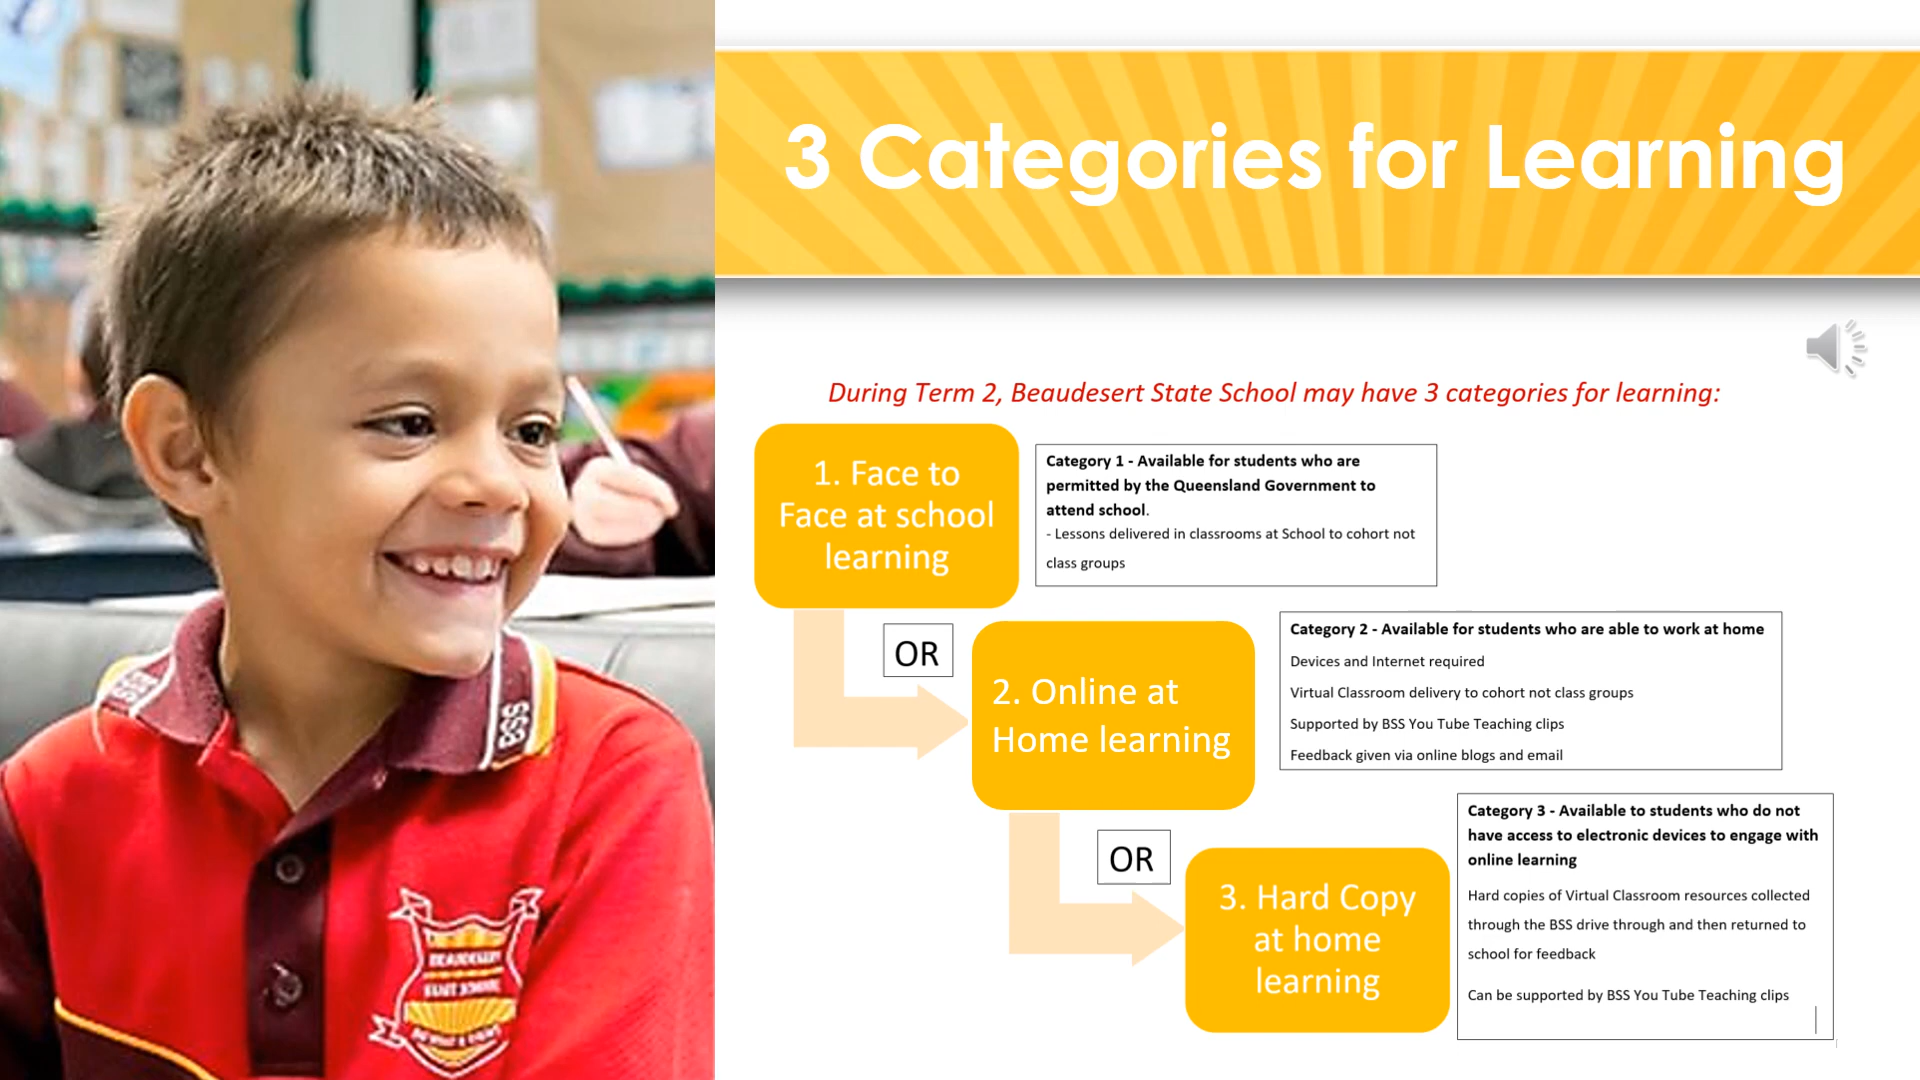 3 Categories for Learning
During Term 2, Beaudesert State School may have 3 categories for learning:
1. Face to
Face at school
learning
Category 1 - Available for students who are
permitted by the Queensland Government to
attend school.
- Lessons delivered in classrooms at School to cohort not
class groups
OR
2. Online at
Home learning
Category 2 - Available for students who are able to work at home
Devices and Internet required
Virtual Classroom delivery to cohort not class groups
Supported by BSS You Tube Teaching clips
Feedback given via online blogs and email
OR
3. Hard Copy
at home
learning
Category 3 - Available to students who do not
have access to electronic devices to engage with
online learning
Hard copies of Virtual Classroom resources collected
through the BSS drive through and then returned to
school for feedback
Can be supported by BSS You Tube Teaching clips
BSS
BSS
BEAUDESERT
STATE SCHOOL